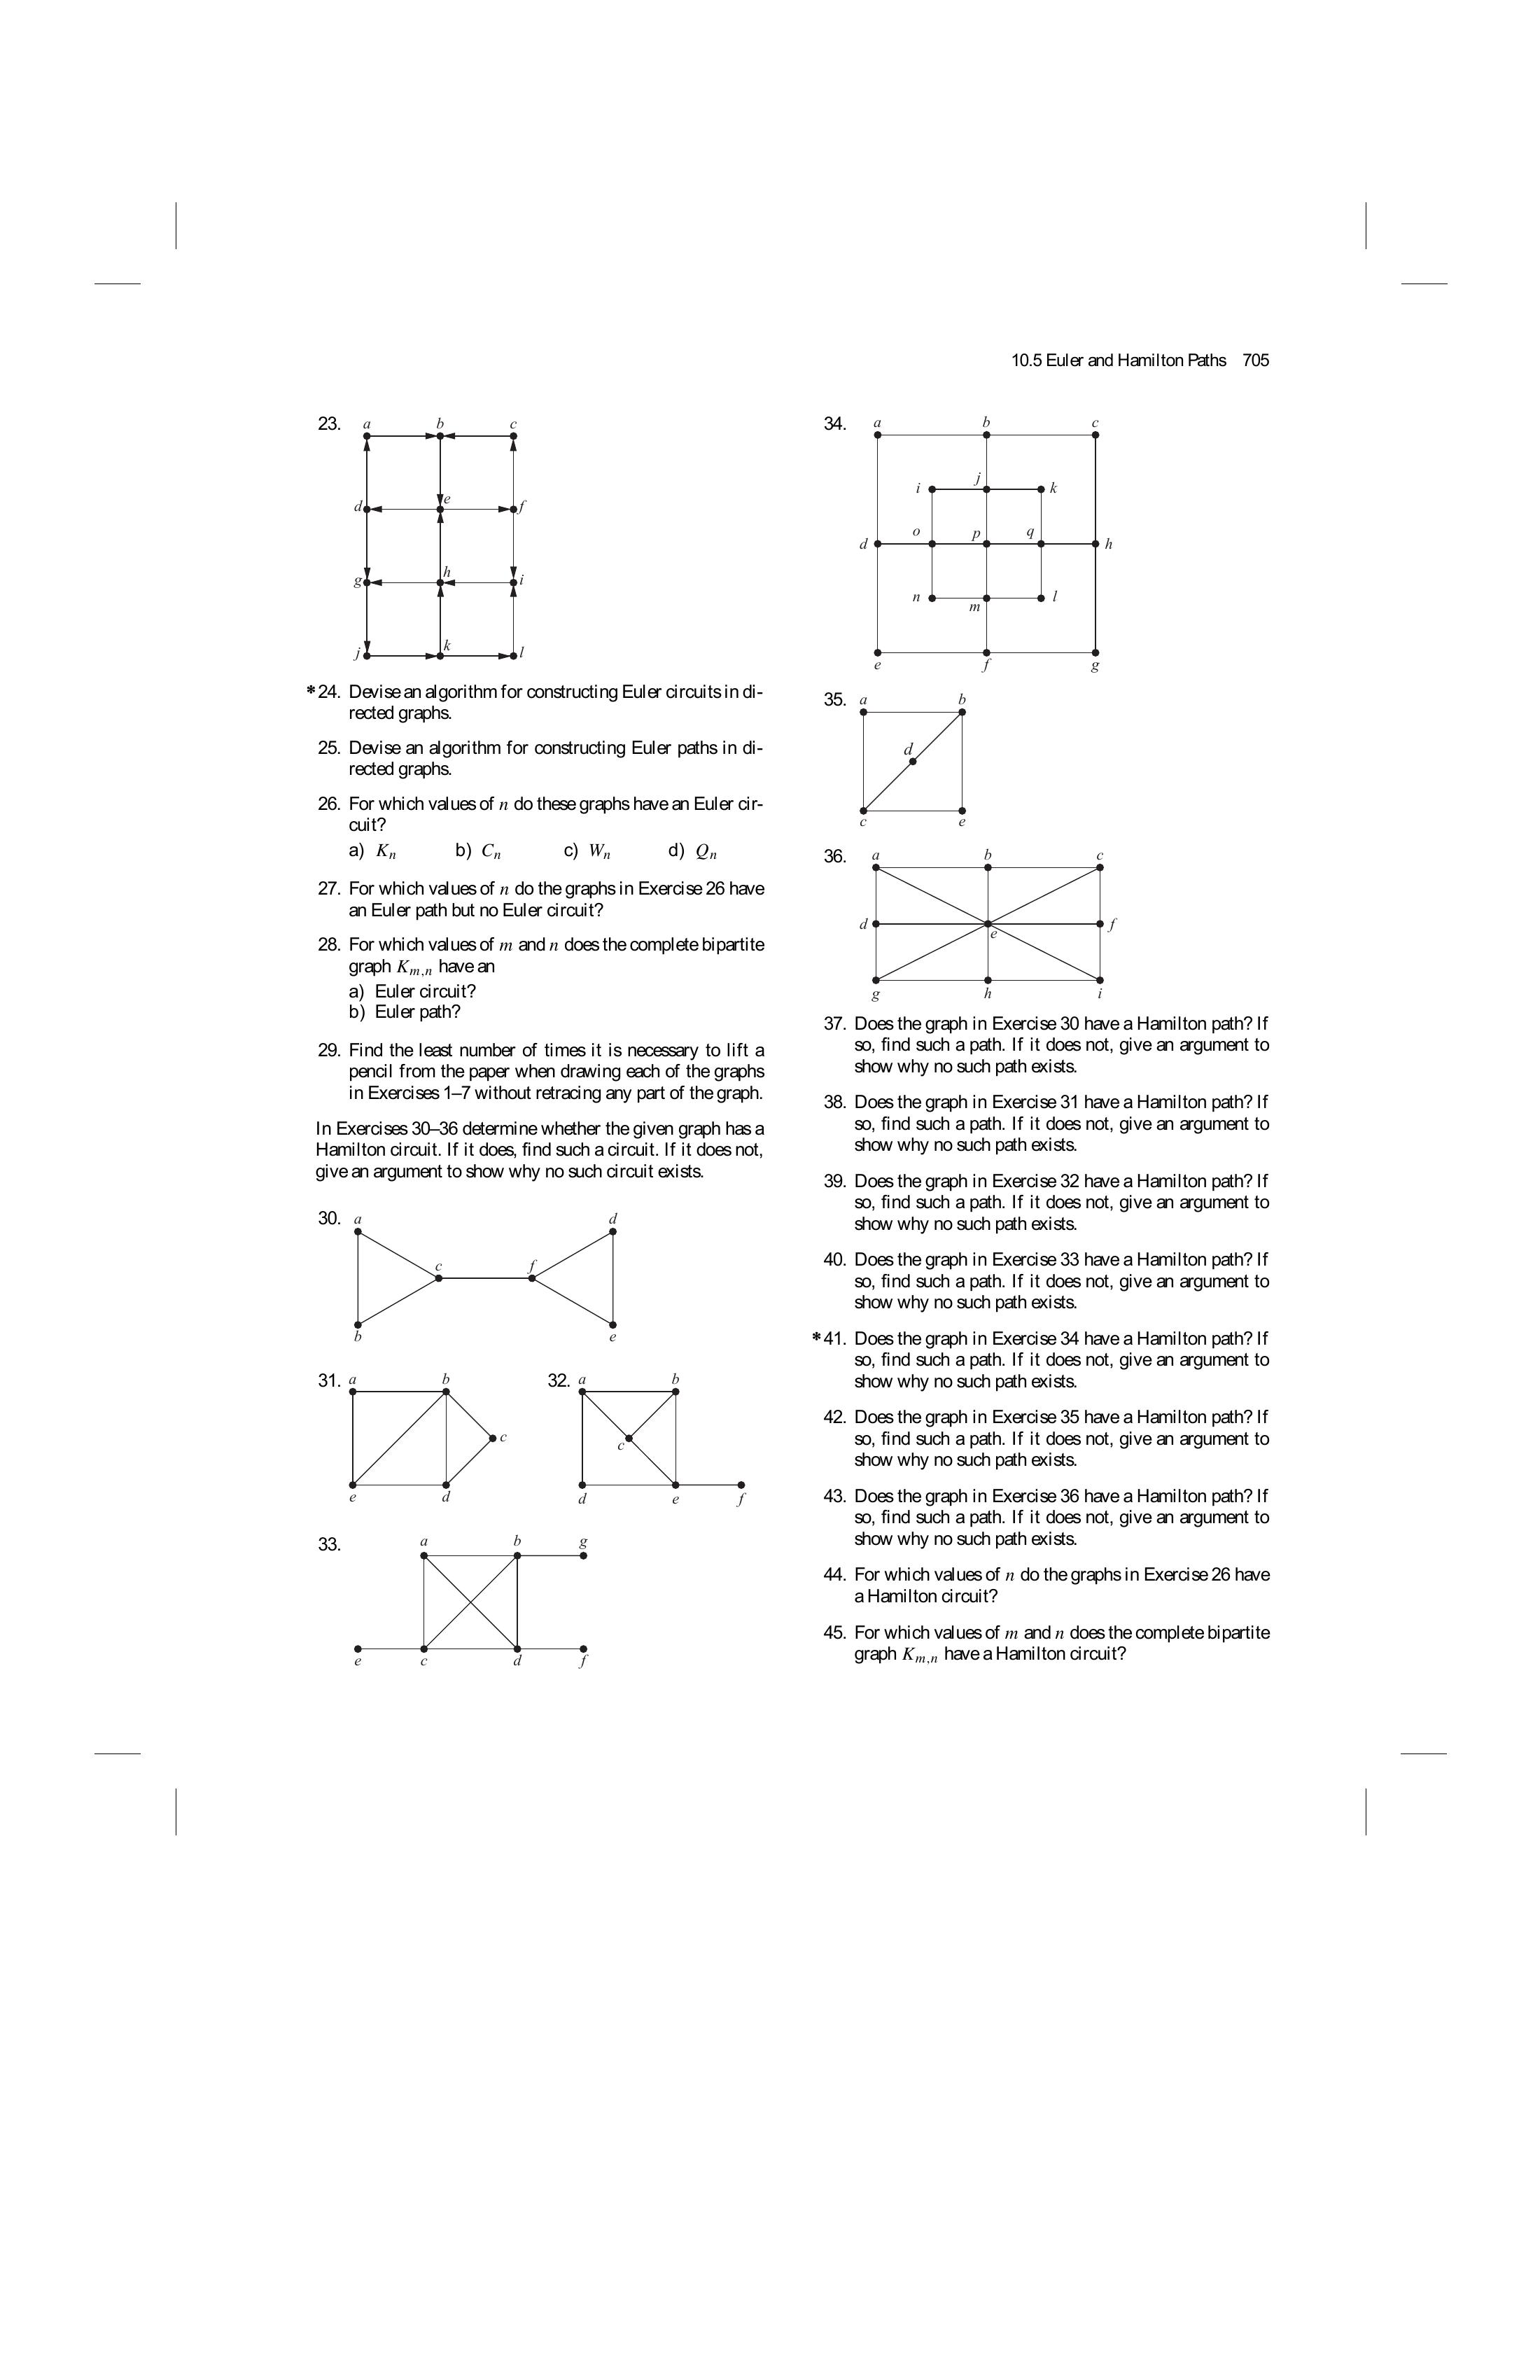 10.5 Euler and Hamilton Paths 705
23.
a b c
d e f
g h i
j k l
*24. Devise an algorithm for constructing Euler circuits in di-
rected graphs.
25. Devise an algorithm for constructing Euler paths in di-
rected graphs.
26. For which values of n do these graphs have an Euler cir-
cuit?
a) Kn b) Cn c) Wn d) Qn
27. For which values of n do the graphs in Exercise 26 have
an Euler path but no Euler circuit?
28. For which values of m and n does the complete bipartite
graph Km,n have an
a) Euler circuit?
b) Euler path?
29. Find the least number of times it is necessary to lift a
pencil from the paper when drawing each of the graphs
in Exercises 1–7 without retracing any part of the graph.
In Exercises 30–36 determine whether the given graph has a
Hamilton circuit. If it does, find such a circuit. If it does not,
give an argument to show why no such circuit exists.
30. a d
c f
b e
31. a b
c
e d
32. a b
c
d e f
33.
a b g
e c d f
34. a b c
i j k
d o p q h
n m l
e f g
35. a b
d
c e
36. a b c
d e f
g h i
37. Does the graph in Exercise 30 have a Hamilton path? If
so, find such a path. If it does not, give an argument to
show why no such path exists.
38. Does the graph in Exercise 31 have a Hamilton path? If
so, find such a path. If it does not, give an argument to
show why no such path exists.
39. Does the graph in Exercise 32 have a Hamilton path? If
so, find such a path. If it does not, give an argument to
show why no such path exists.
40. Does the graph in Exercise 33 have a Hamilton path? If
so, find such a path. If it does not, give an argument to
show why no such path exists.
*41. Does the graph in Exercise 34 have a Hamilton path? If
so, find such a path. If it does not, give an argument to
show why no such path exists.
42. Does the graph in Exercise 35 have a Hamilton path? If
so, find such a path. If it does not, give an argument to
show why no such path exists.
43. Does the graph in Exercise 36 have a Hamilton path? If
so, find such a path. If it does not, give an argument to
show why no such path exists.
44. For which values of n do the graphs in Exercise 26 have
a Hamilton circuit?
45. For which values of m and n does the complete bipartite
graph Km,n have a Hamilton circuit?